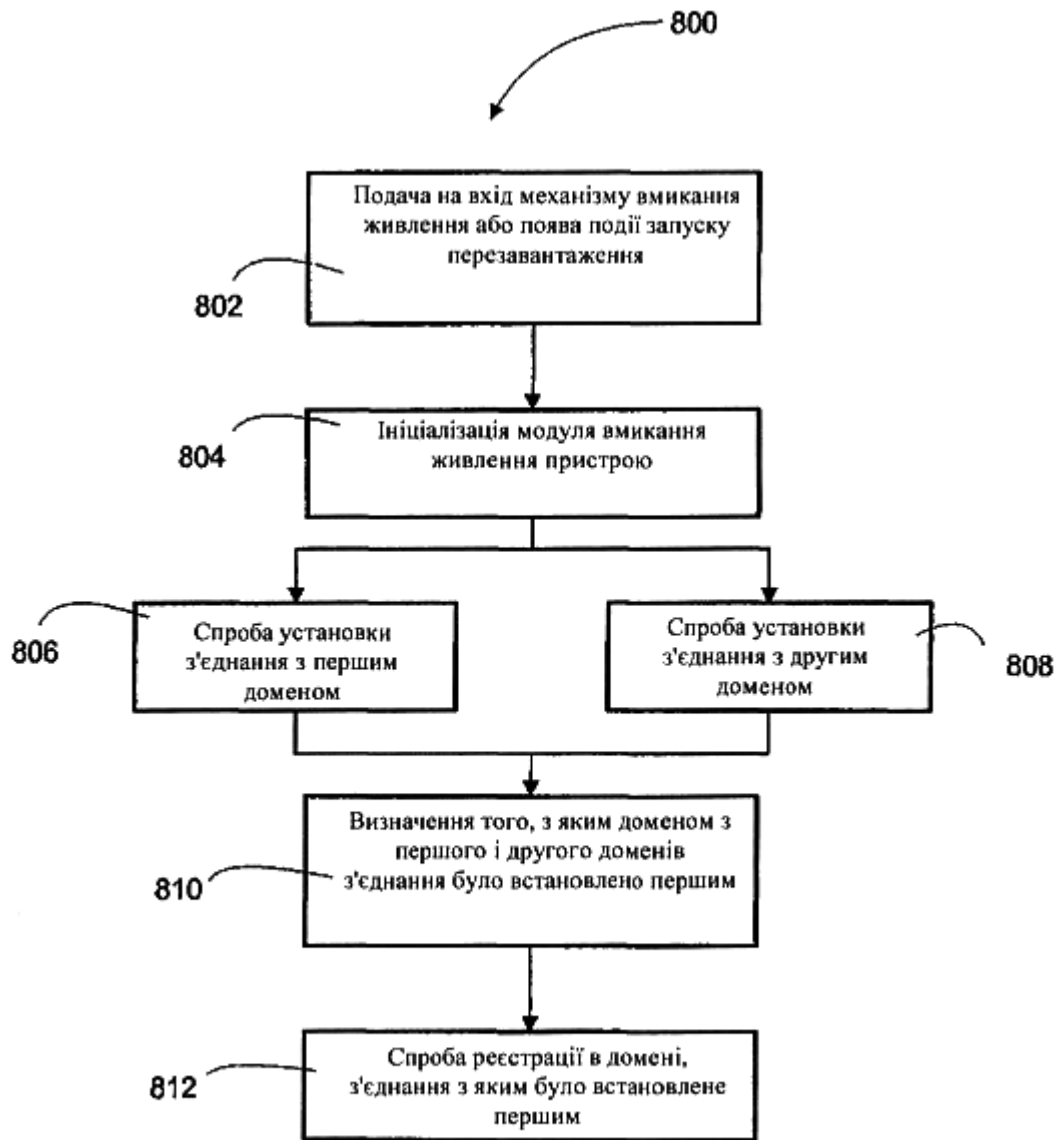 800
Подача на вхід механізму вмикання
живлення або поява події запуску
перезавантаження
802
Ініціалізація модуля вмикання
живлення пристрою
804
Спроба установки
з'єднання з першим
доменом
806
Спроба установки
з'єднання з другим
доменом
808
Визначення того, з яким доменом з
першого і другого доменів
з'єднання було встановлено першим
810
Спроба реєстрації в домені,
з'єднання з яким було встановлене
першим
812